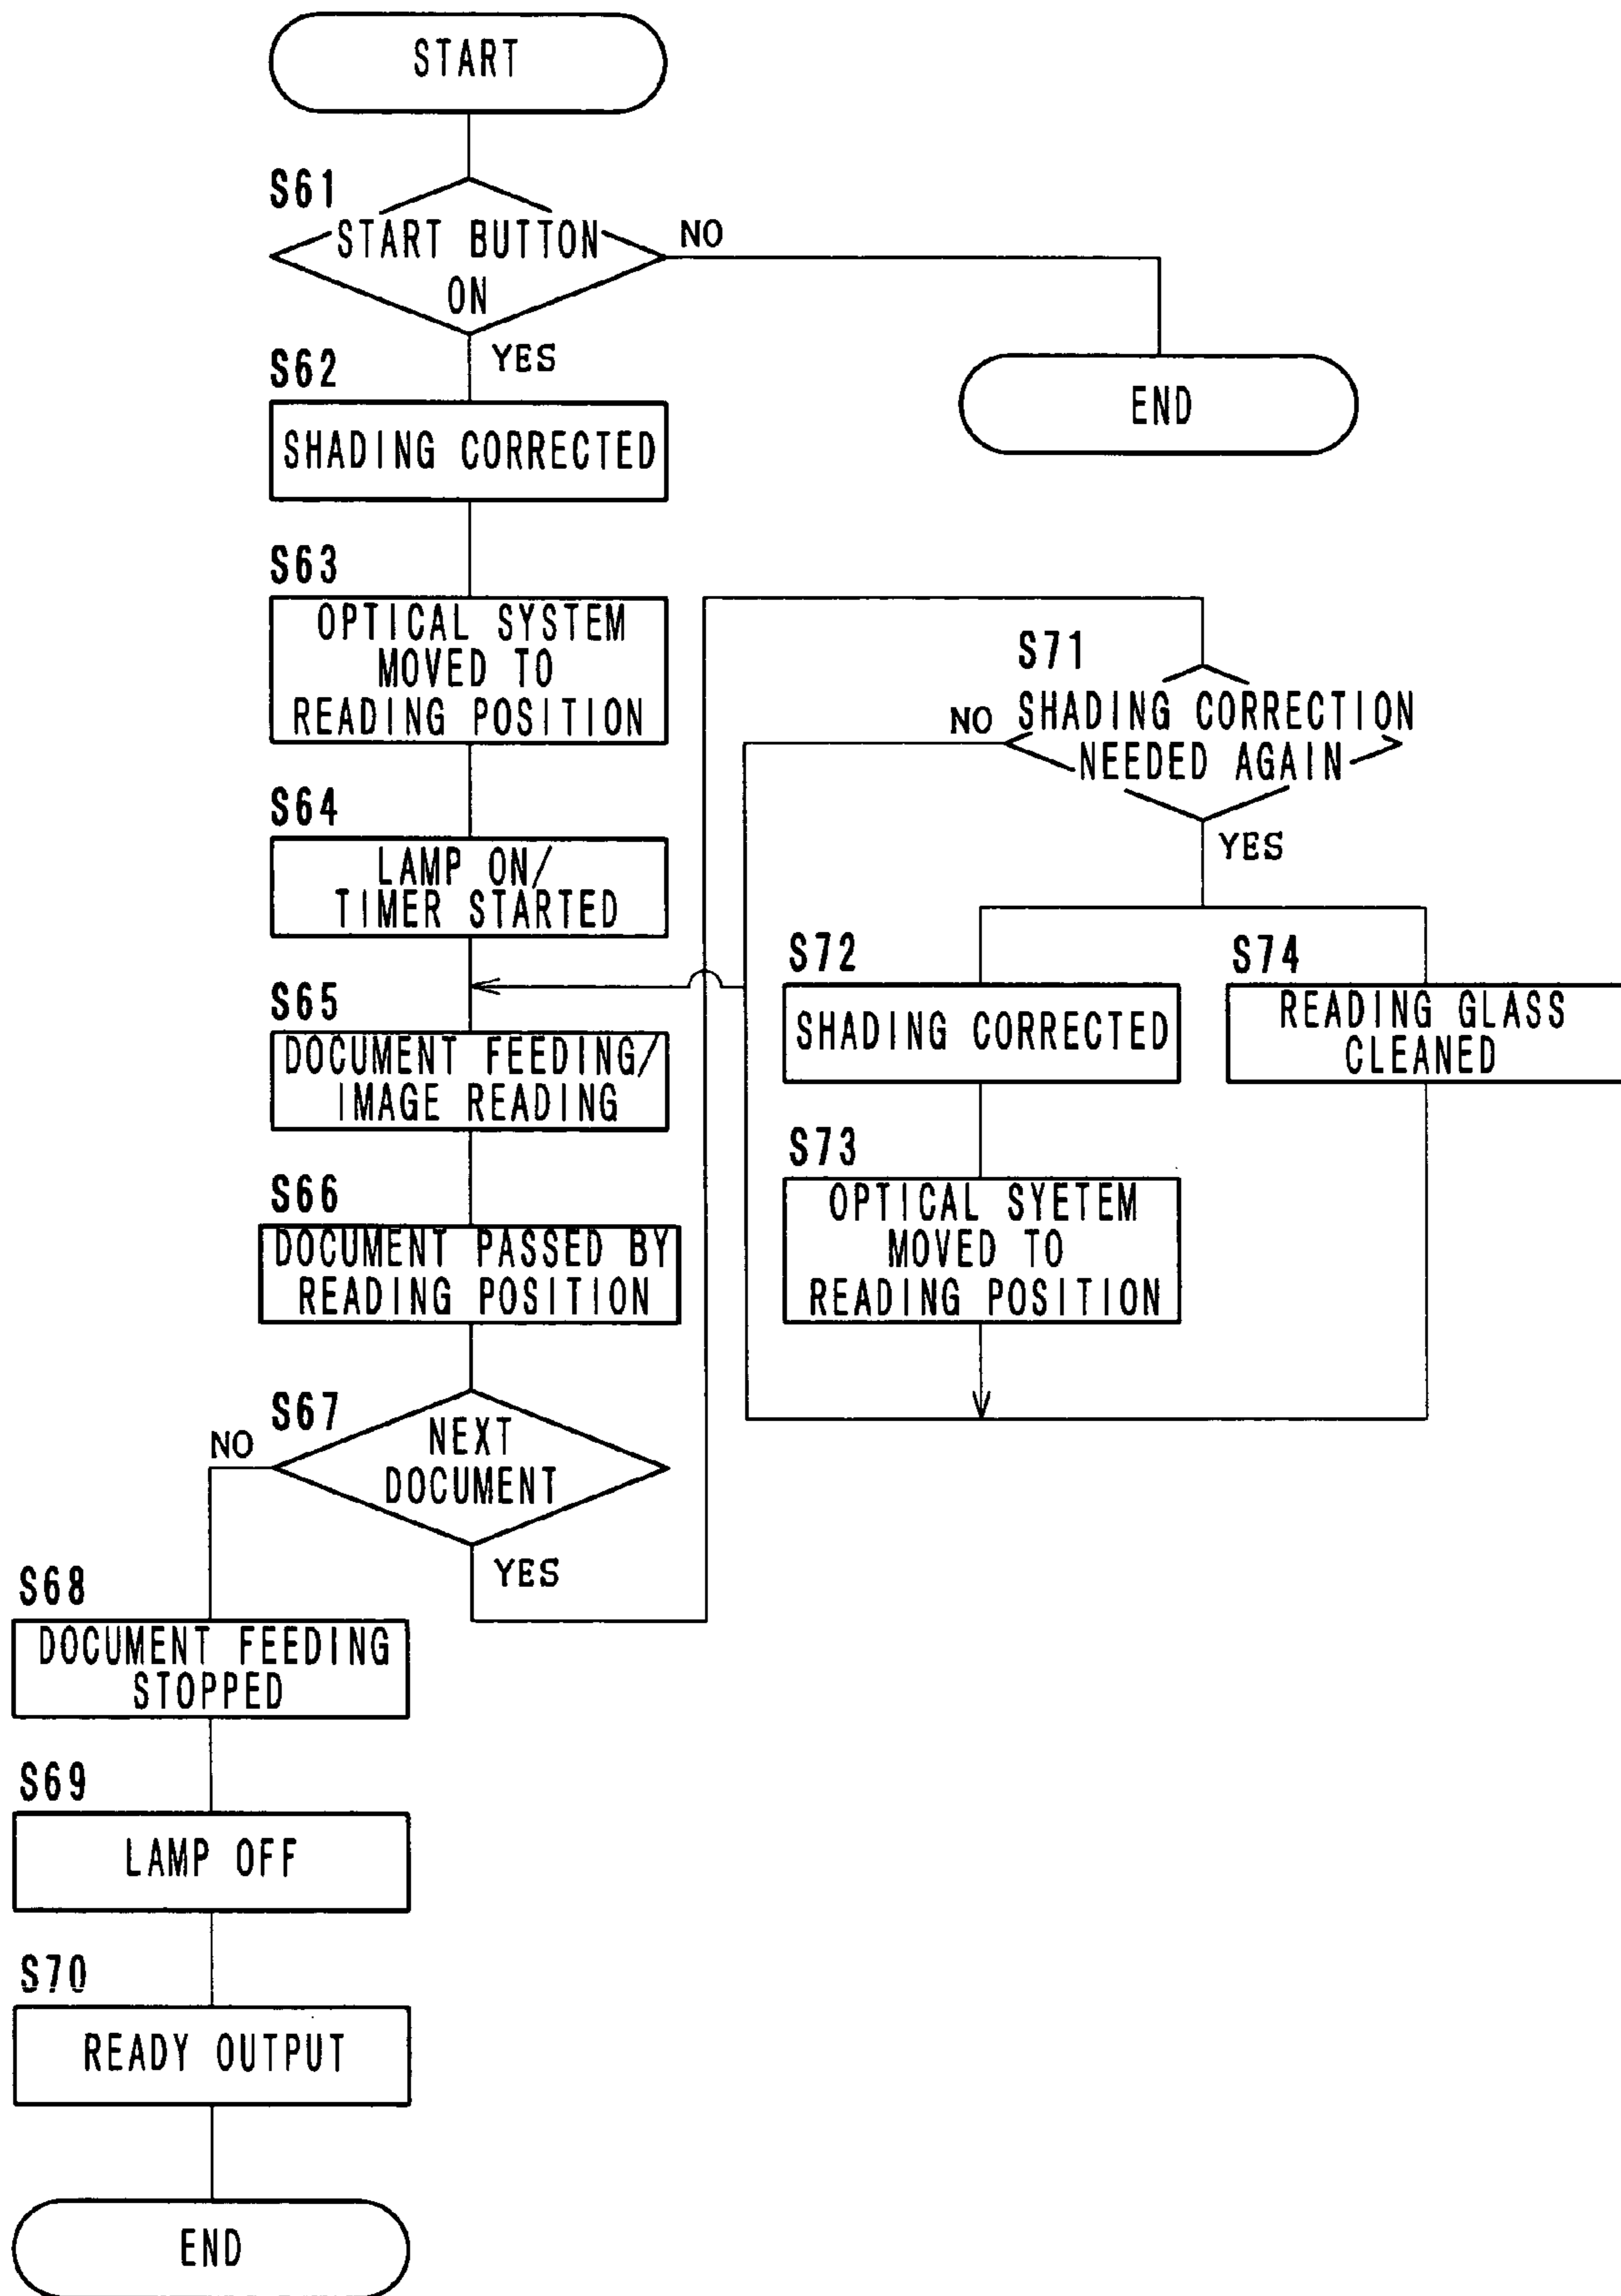 START
S61
START BUTTON
ON
NO
YES
END
S62
SHADING CORRECTED
S63
OPTICAL SYSTEM
MOVED TO
READING POSITION
S64
LAMP ON/
TIMER STARTED
S65
DOCUMENT FEEDING/
IMAGE READING
S66
DOCUMENT PASSED BY
READING POSITION
S67
NEXT
DOCUMENT
NO
YES
S68
DOCUMENT FEEDING
STOPPED
S69
LAMP OFF
S70
READY OUTPUT
END
S71
SHADING CORRECTION
NEEDED AGAIN
NO
YES
S72
SHADING CORRECTED
S73
OPTICAL SYETEM
MOVED TO
READING POSITION
S74
READING GLASS
CLEANED